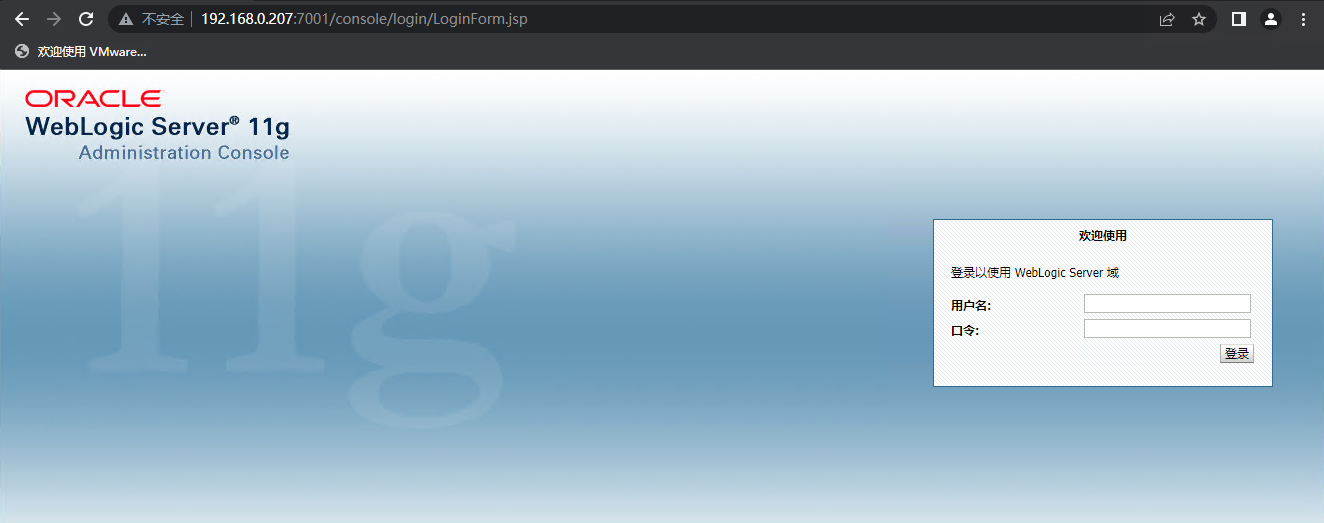 不安全 192.168.0.207:7001/console/login/LoginForm.jsp
欢迎使用 VMware...
ORACLE
WebLogic Server® 11g
Administration Console
11g
欢迎使用
登录以使用 WebLogic Server 域
用户名:
口令:
登录